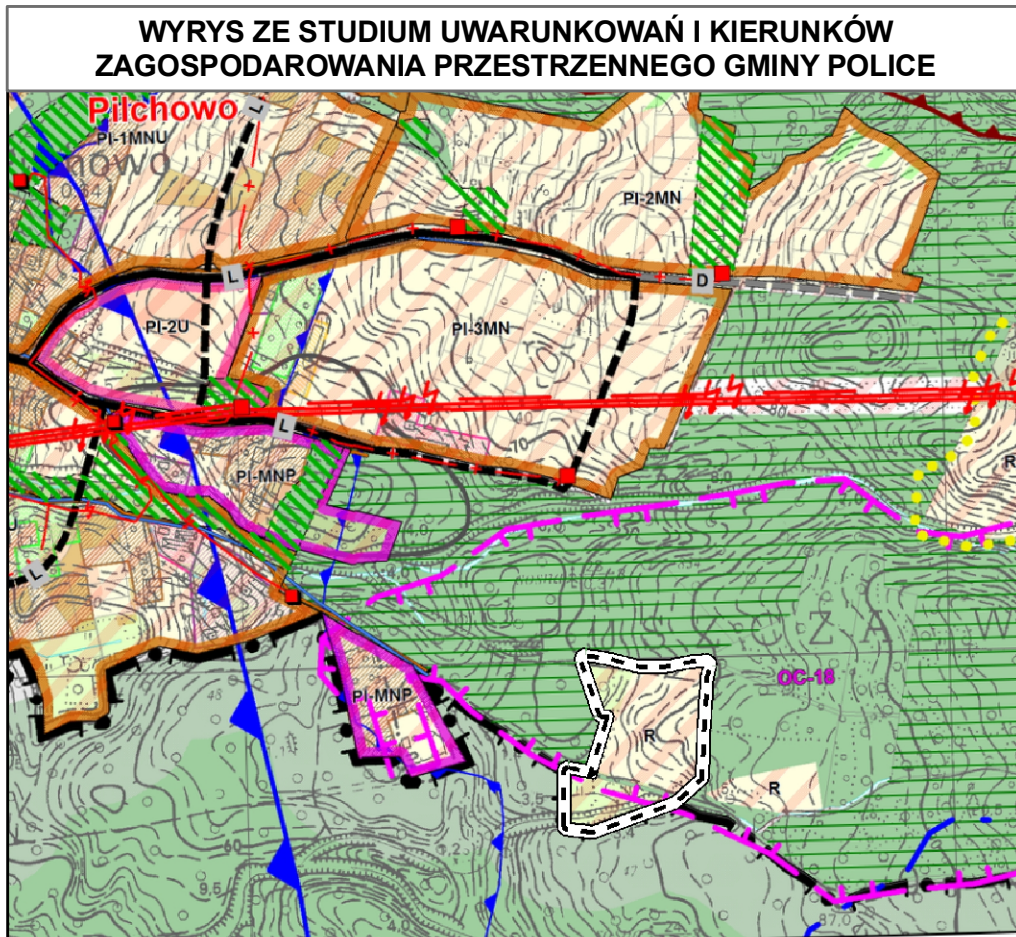 WYRYS ZE STUDIUM UWARUNKOWAŃ I KIERUNKÓW
ZAGOSPODAROWANIA PRZESTRZENNEGO GMINY POLICE
Pilchowo
L
PI-1MNU
PI-2MN
L
D
PI-2U
PI-3MN
L
PI-MNP
R
L
Z A W
OC-18
PI-MNP
R
R